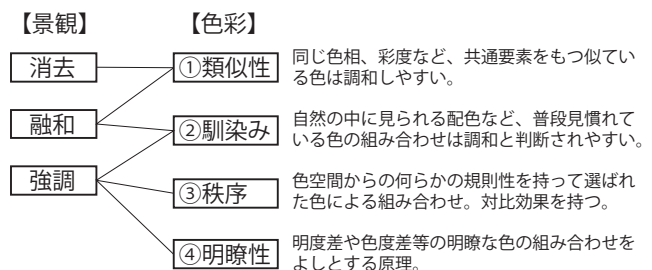 【景観】 【色彩】
消去 ①類似性 同じ色相、彩度など、共通要素をもつ似てい
る色は調和しやすい。
融和 ②馴染み 自然の中に見られる配色など、普段見慣れて
いる色の組み合わせは調和と判断されやすい。
強調 ③秩序 色空間からの何らかの規則性を持って選ばれ
た色による組み合わせ。対比効果を持つ。
④明瞭性 明度差や色度差等の明瞭な色の組み合わせを
よしとする原理。